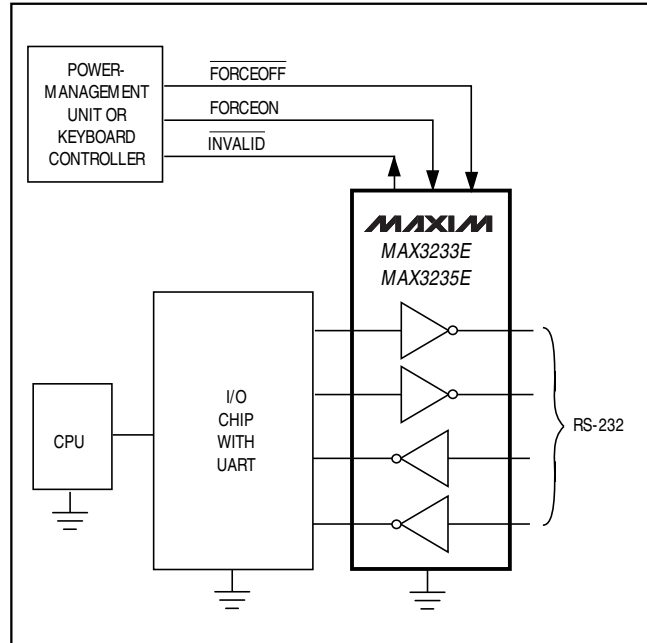 POWER-
MANAGEMENT
UNIT OR
KEYBOARD
CONTROLLER
FORCEOFF
FORCEON
INVALID
MAXIM
MAX3233E
MAX3235E
CPU
I/O
CHIP
WITH
UART
RS-232